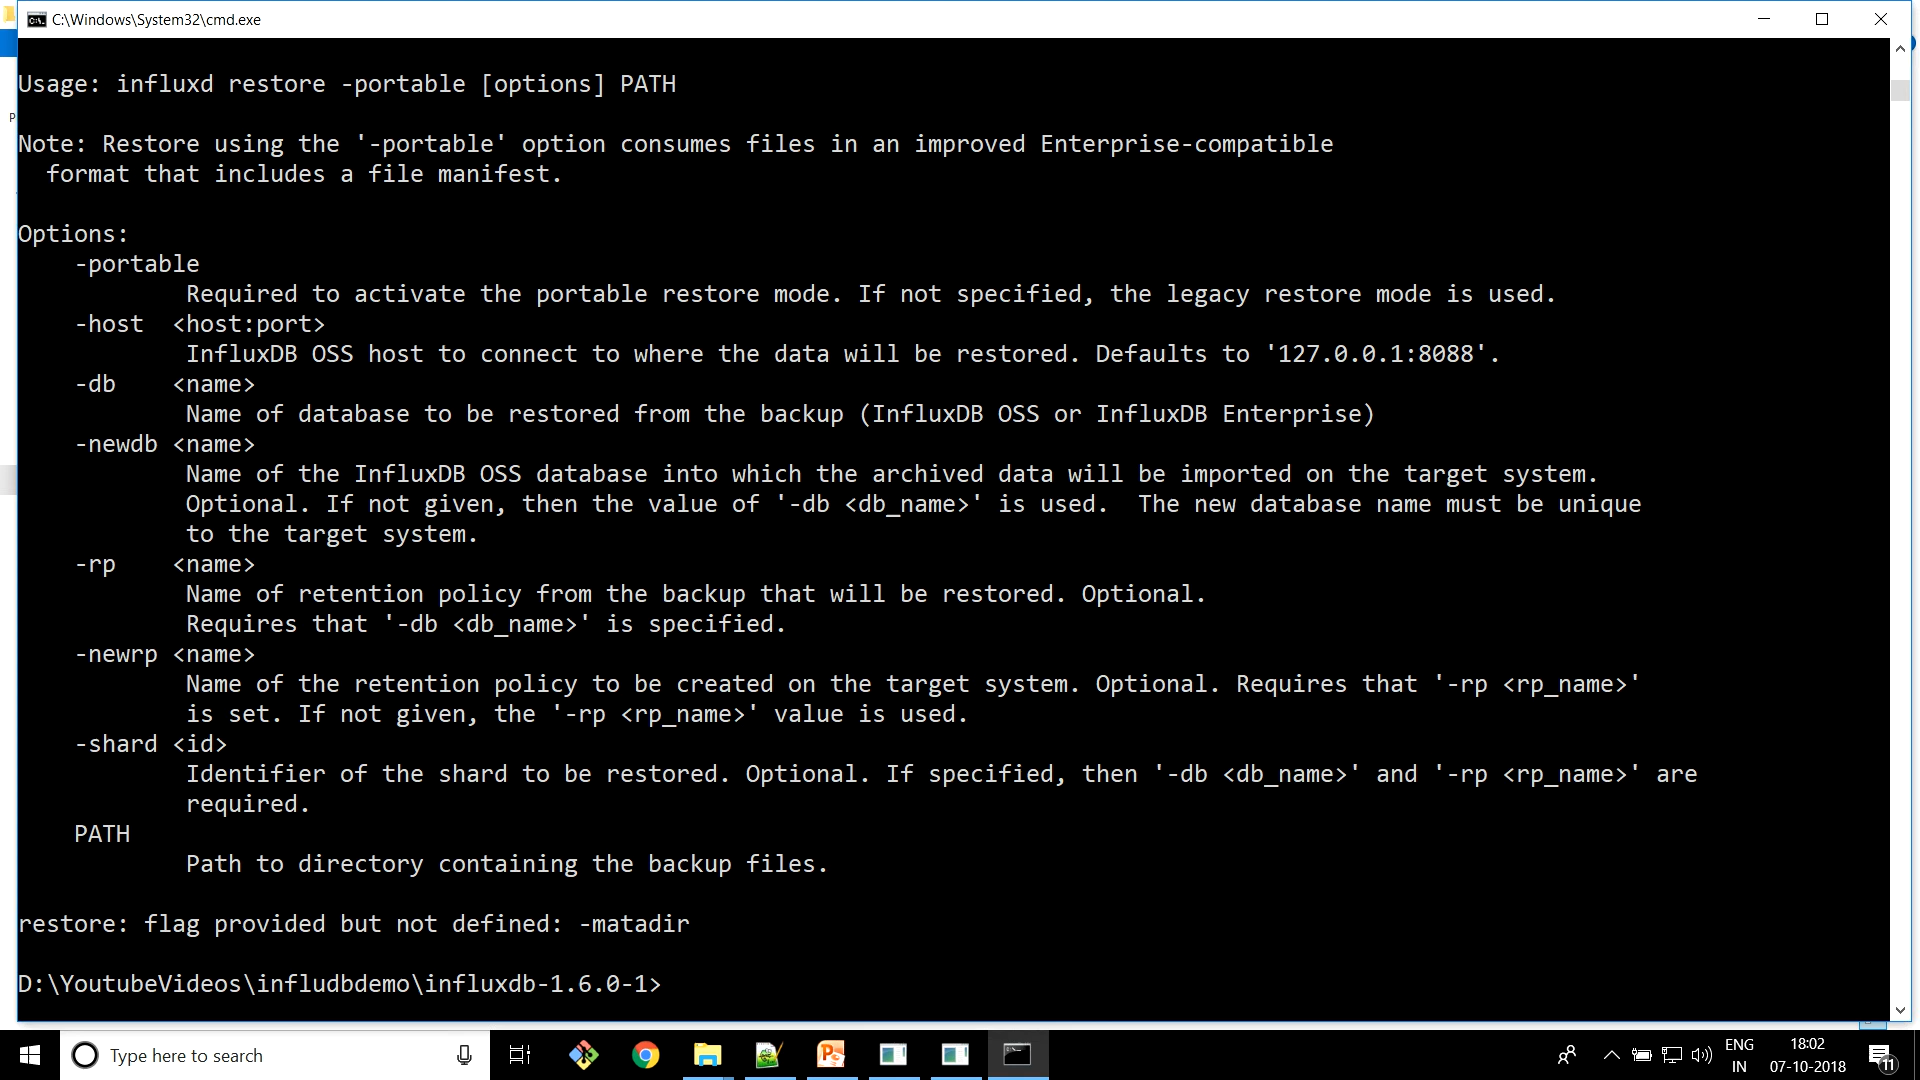 C:\Windows\System32\cmd.exe
Usage: influxd restore -portable [options] PATH
Note: Restore using the '-portable' option consumes files in an improved Enterprise-compatible
format that includes a file manifest.
Options:
-portable
Required to activate the portable restore mode. If not specified, the legacy restore mode is used.
-host <host:port>
InfluxDB OSS host to connect to where the data will be restored. Defaults to '127.0.0.1:8088'.
-db <name>
Name of database to be restored from the backup (InfluxDB OSS or InfluxDB Enterprise)
-newdb <name>
Name of the InfluxDB OSS database into which the archived data will be imported on the target system.
Optional. If not given, then the value of '-db <db_name>' is used. The new database name must be unique
to the target system.
-rp <name>
Name of retention policy from the backup that will be restored. Optional.
Requires that '-db <db_name>' is specified.
-newrp <name>
Name of the retention policy to be created on the target system. Optional. Requires that '-rp <rp_name>'
is set. If not given, the '-rp <rp_name>' value is used.
-shard <id>
Identifier of the shard to be restored. Optional. If specified, then '-db <db_name>' and '-rp <rp_name>' are
required.
PATH
Path to directory containing the backup files.
restore: flag provided but not defined: -matadir
D:\YoutubeVideos\infludbdemo\influxdb-1.6.0-1>
P
Type here to search
ENG
IN
18:02
07-10-2018
11